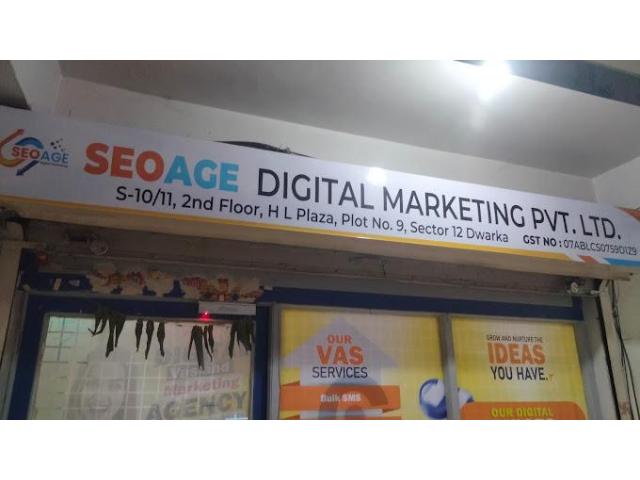 SEOAGE
SEOAGE DIGITAL MARKETING PVT. LTD.
S-10/11, 2nd Floor, H L Plaza, Plot No. 9, Sector 12 Dwarka
GST NO : 07ABLCS0759D1Z9
OUR
VAS
SERVICES
Bulk SMS
GROW AND NURTURE THE
IDEAS
YOU HAVE.
OUR DIGITAL
Marketing
AGENCY